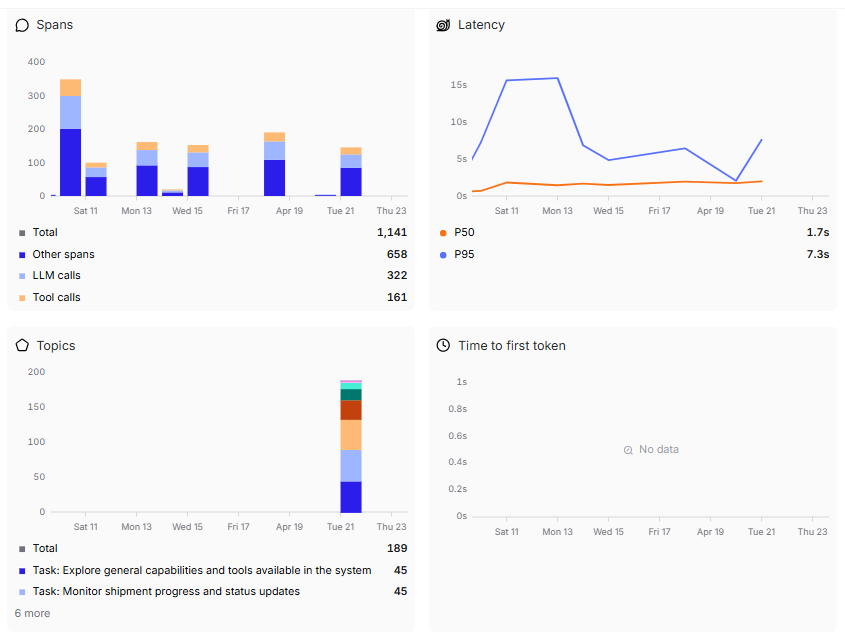 Spans
400
300
200
100
0
Sat 11 Mon 13 Wed 15 Fri 17 Apr 19 Tue 21 Thu 23
Total 1,141
Other spans 658
LLM calls 322
Tool calls 161
Latency
15s
10s
5s
0s
Sat 11 Mon 13 Wed 15 Fri 17 Apr 19 Tue 21 Thu 23
P50 1.7s
P95 7.3s
Topics
200
150
100
50
0
Sat 11 Mon 13 Wed 15 Fri 17 Apr 19 Tue 21 Thu 23
Total 189
Task: Explore general capabilities and tools available in the system 45
Task: Monitor shipment progress and status updates 45
6 more
Time to first token
1s
0.8s
0.6s
0.4s
0.2s
0s
No data
Sat 11 Mon 13 Wed 15 Fri 17 Apr 19 Tue 21 Thu 23